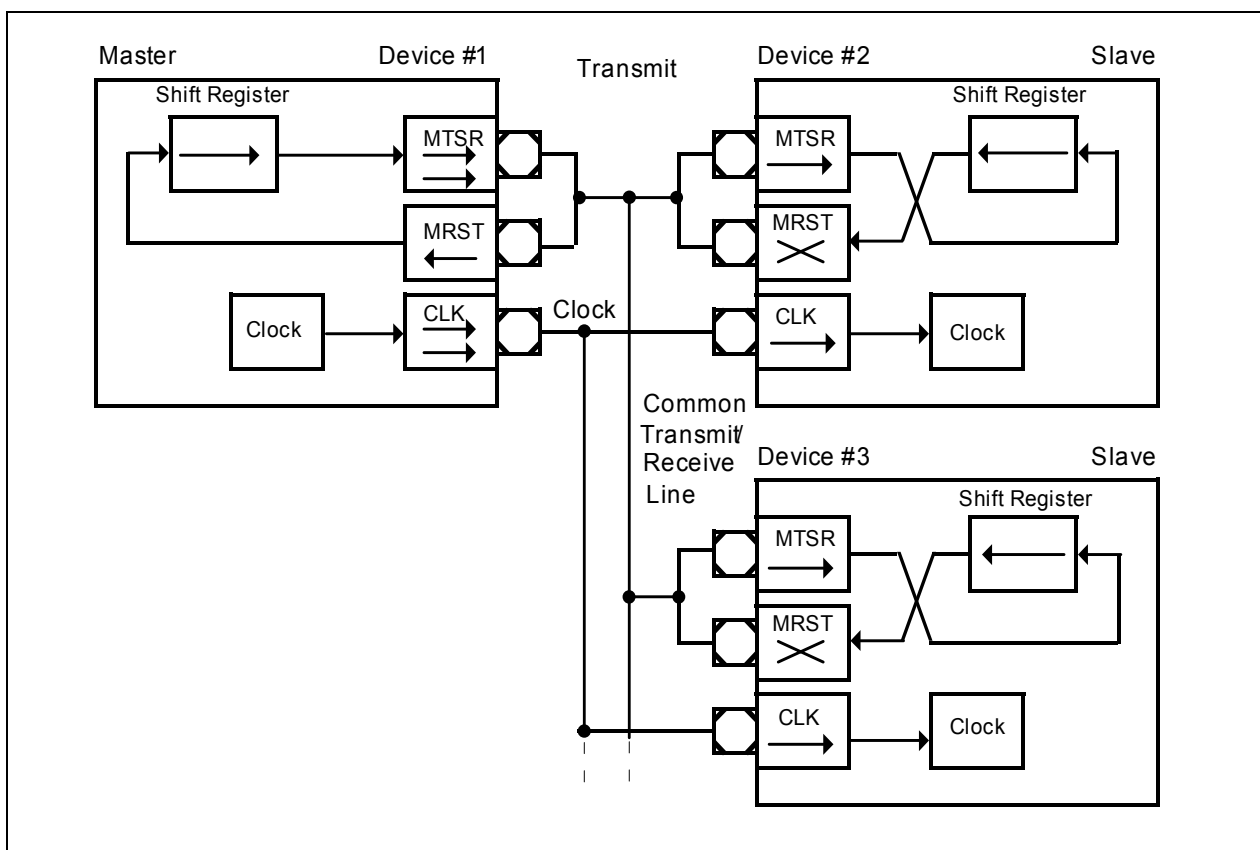 Master
Device #1
Transmit
Device #2
Slave
Shift Register
Shift Register
MTSR
MTSR
MRST
MRST
Clock
CLK
Clock
CLK
Clock
Common
Transmit/
Receive
Line
Device #3
Slave
Shift Register
MTSR
MRST
CLK
Clock